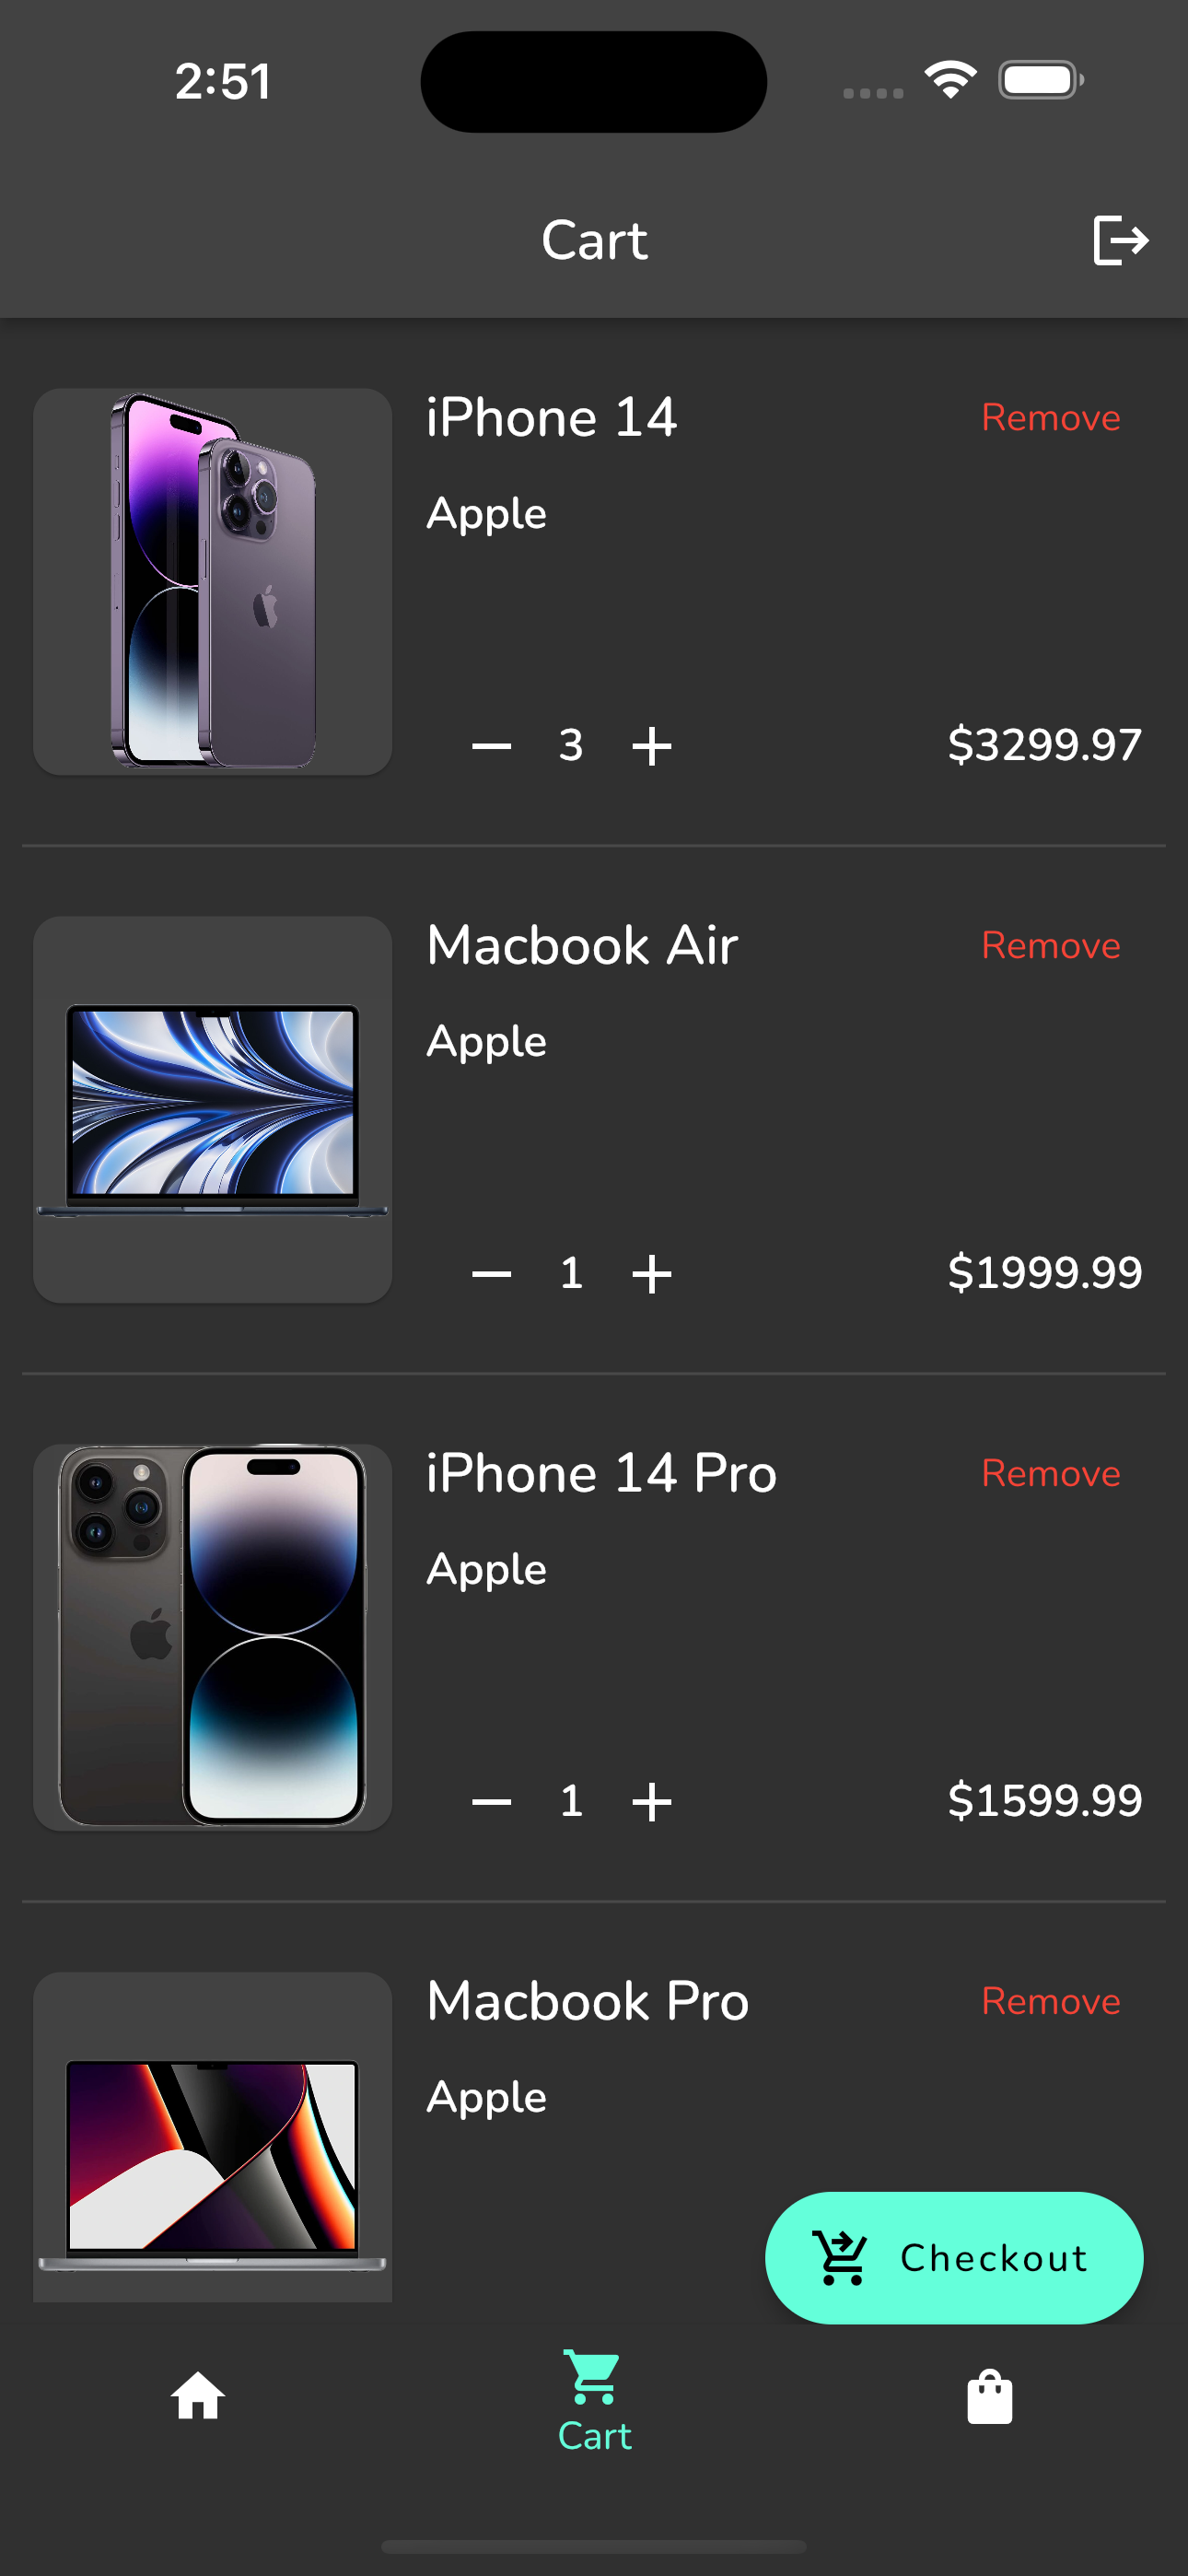 2:51
Cart
iPhone 14
Remove
Apple
3
$3299.97
Macbook Air
Remove
Apple
1
$1999.99
iPhone 14 Pro
Remove
Apple
1
$1599.99
Macbook Pro
Remove
Apple
Checkout
Cart